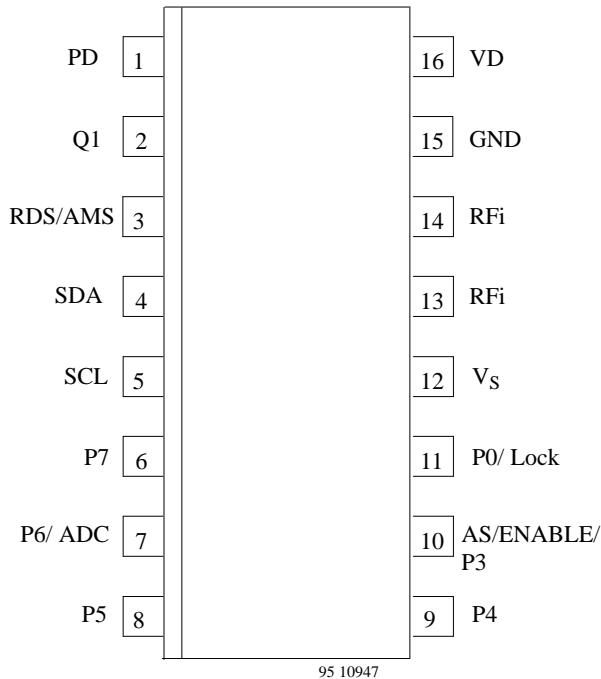 PD 1 16 VD
Q1 2 15 GND
RDS/AMS 3 14 RFi
SDA 4 13 RFi
SCL 5 12 VS
P7 6 11 P0/ Lock
P6/ ADC 7 10 AS/ENABLE/
P3
P5 8 9 P4
95 10947